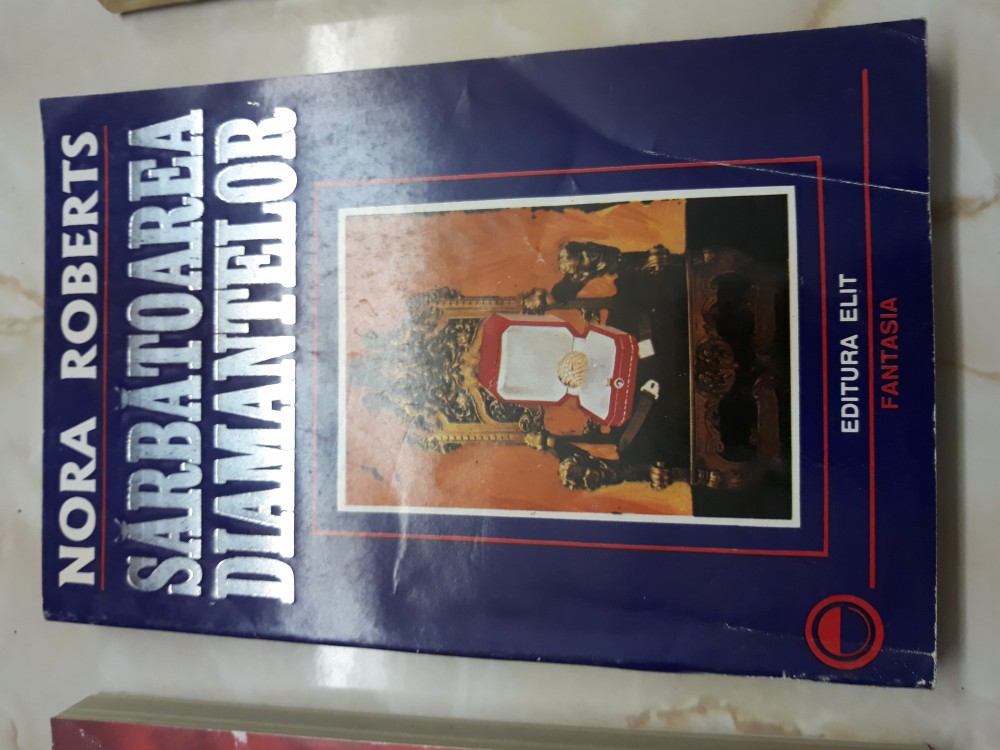 NORA ROBERTS
SĂRBĂTOAREA
DIAMANTELOR
EDITURA ELIT
FANTASIA